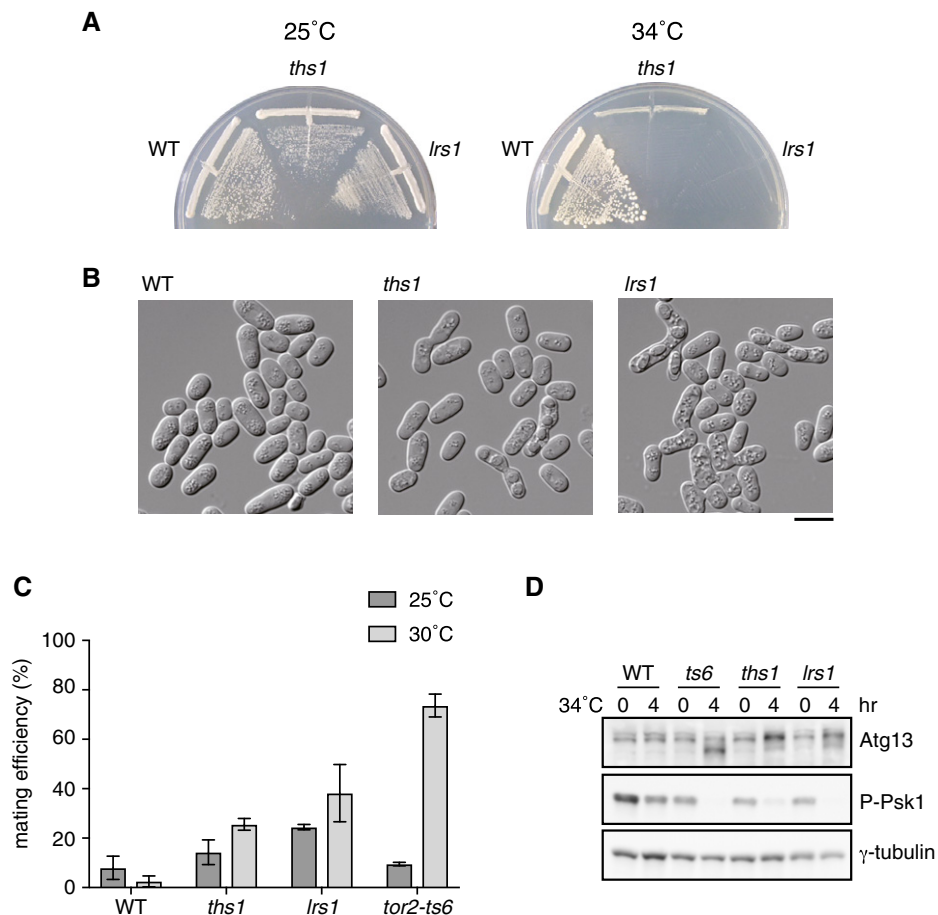 A
25˚C
34˚C
ths1
ths1
WT
lrs1
WT
lrs1
B
WT
ths1
lrs1
C
D
25˚C
30˚C
mating efficiency (%)
100
80
60
40
20
0
WT
ths1
lrs1
tor2-ts6
WT ts6 ths1 lrs1
34˚C 0 4 0 4 0 4 0 4 hr
Atg13
P-Psk1
γ-tubulin